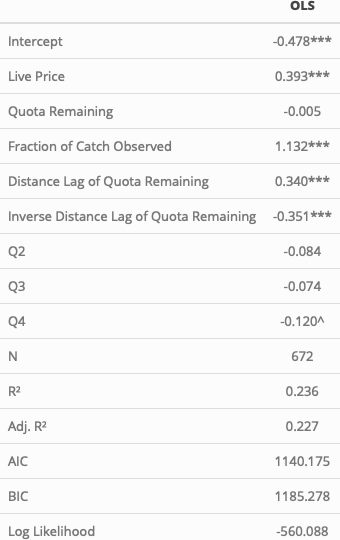 OLS
Intercept -0.478***
Live Price 0.393***
Quota Remaining -0.005
Fraction of Catch Observed 1.132***
Distance Lag of Quota Remaining 0.340***
Inverse Distance Lag of Quota Remaining -0.351***
Q2 -0.084
Q3 -0.074
Q4 -0.120^
N 672
R² 0.236
Adj. R² 0.227
AIC 1140.175
BIC 1185.278
Log Likelihood -560.088